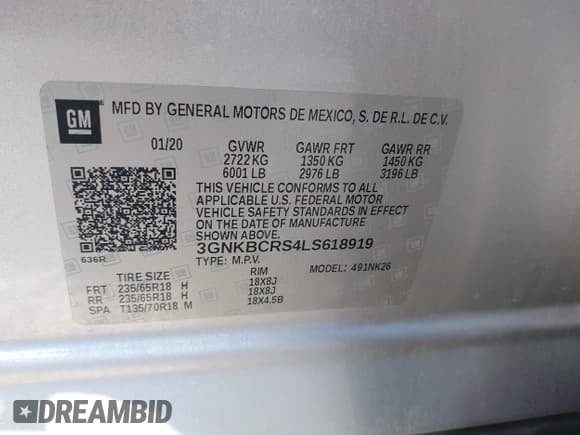 GM
MFD BY GENERAL MOTORS DE MEXICO, S. DE R.L. DE C.V.
01/20 GVWR GAWR FRT GAWR RR
2722 KG 1350 KG 1450 KG
6001 LB 2976 LB 3196 LB
THIS VEHICLE CONFORMS TO ALL
APPLICABLE U.S. FEDERAL MOTOR
VEHICLE SAFETY STANDARDS IN EFFECT
ON THE DATE OF MANUFACTURE
SHOWN ABOVE.
3GNKBCRS4LS618919
636R
TYPE: M.P.V. MODEL: 491NK26
TIRE SIZE RIM
FRT 235/65R18 H 18X8J
RR 235/65R18 H 18X8J
SPA T135/70R18 M 18X4.5B
DREAMBID